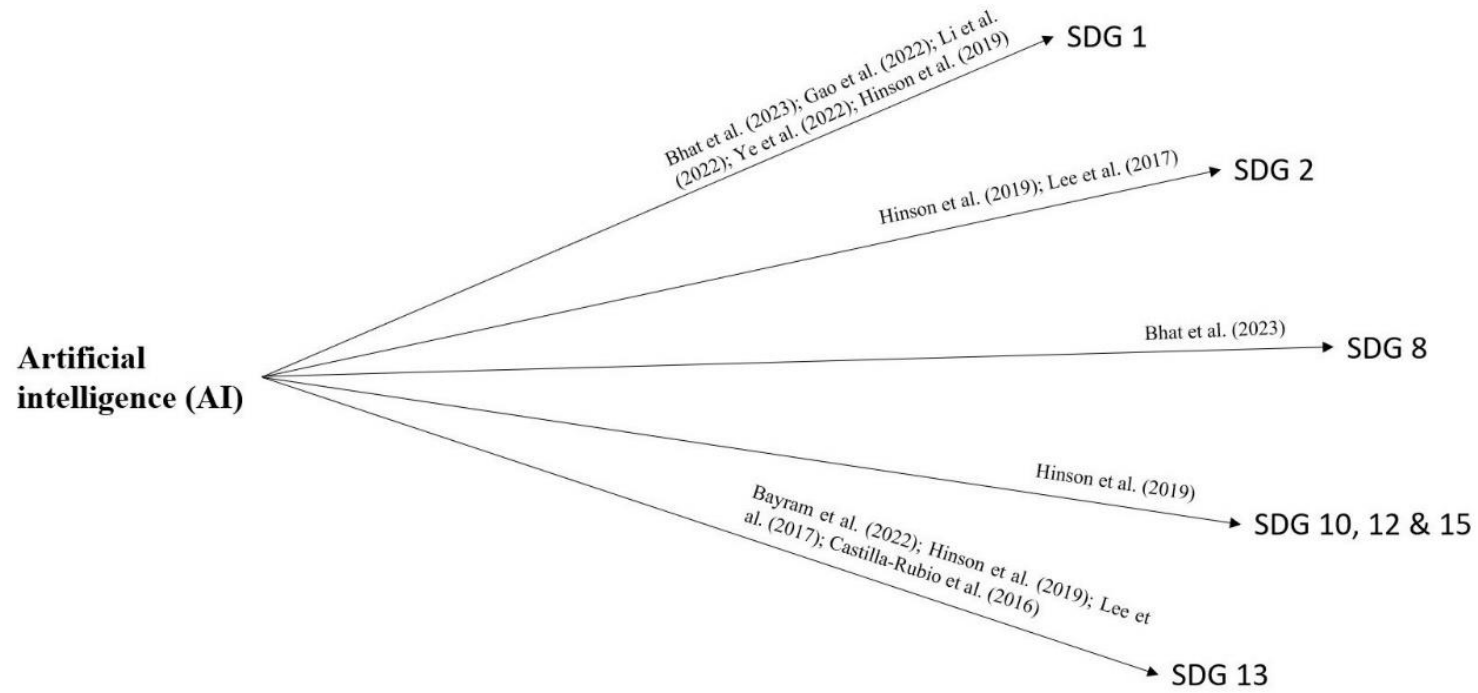 Bhat et al. (2023); Gao et al. (2022); Li et al.
(2022); Ye et al. (2022); Hinson et al. (2019)
SDG 1
Hinson et al. (2019); Lee et al. (2017)
SDG 2
Bhat et al. (2023)
SDG 8
Artificial
intelligence (AI)
Hinson et al. (2019)
SDG 10, 12 & 15
Bayram et al. (2022); Hinson et al. (2019); Lee et
al. (2017); Castilla-Rubio et al. (2016)
SDG 13